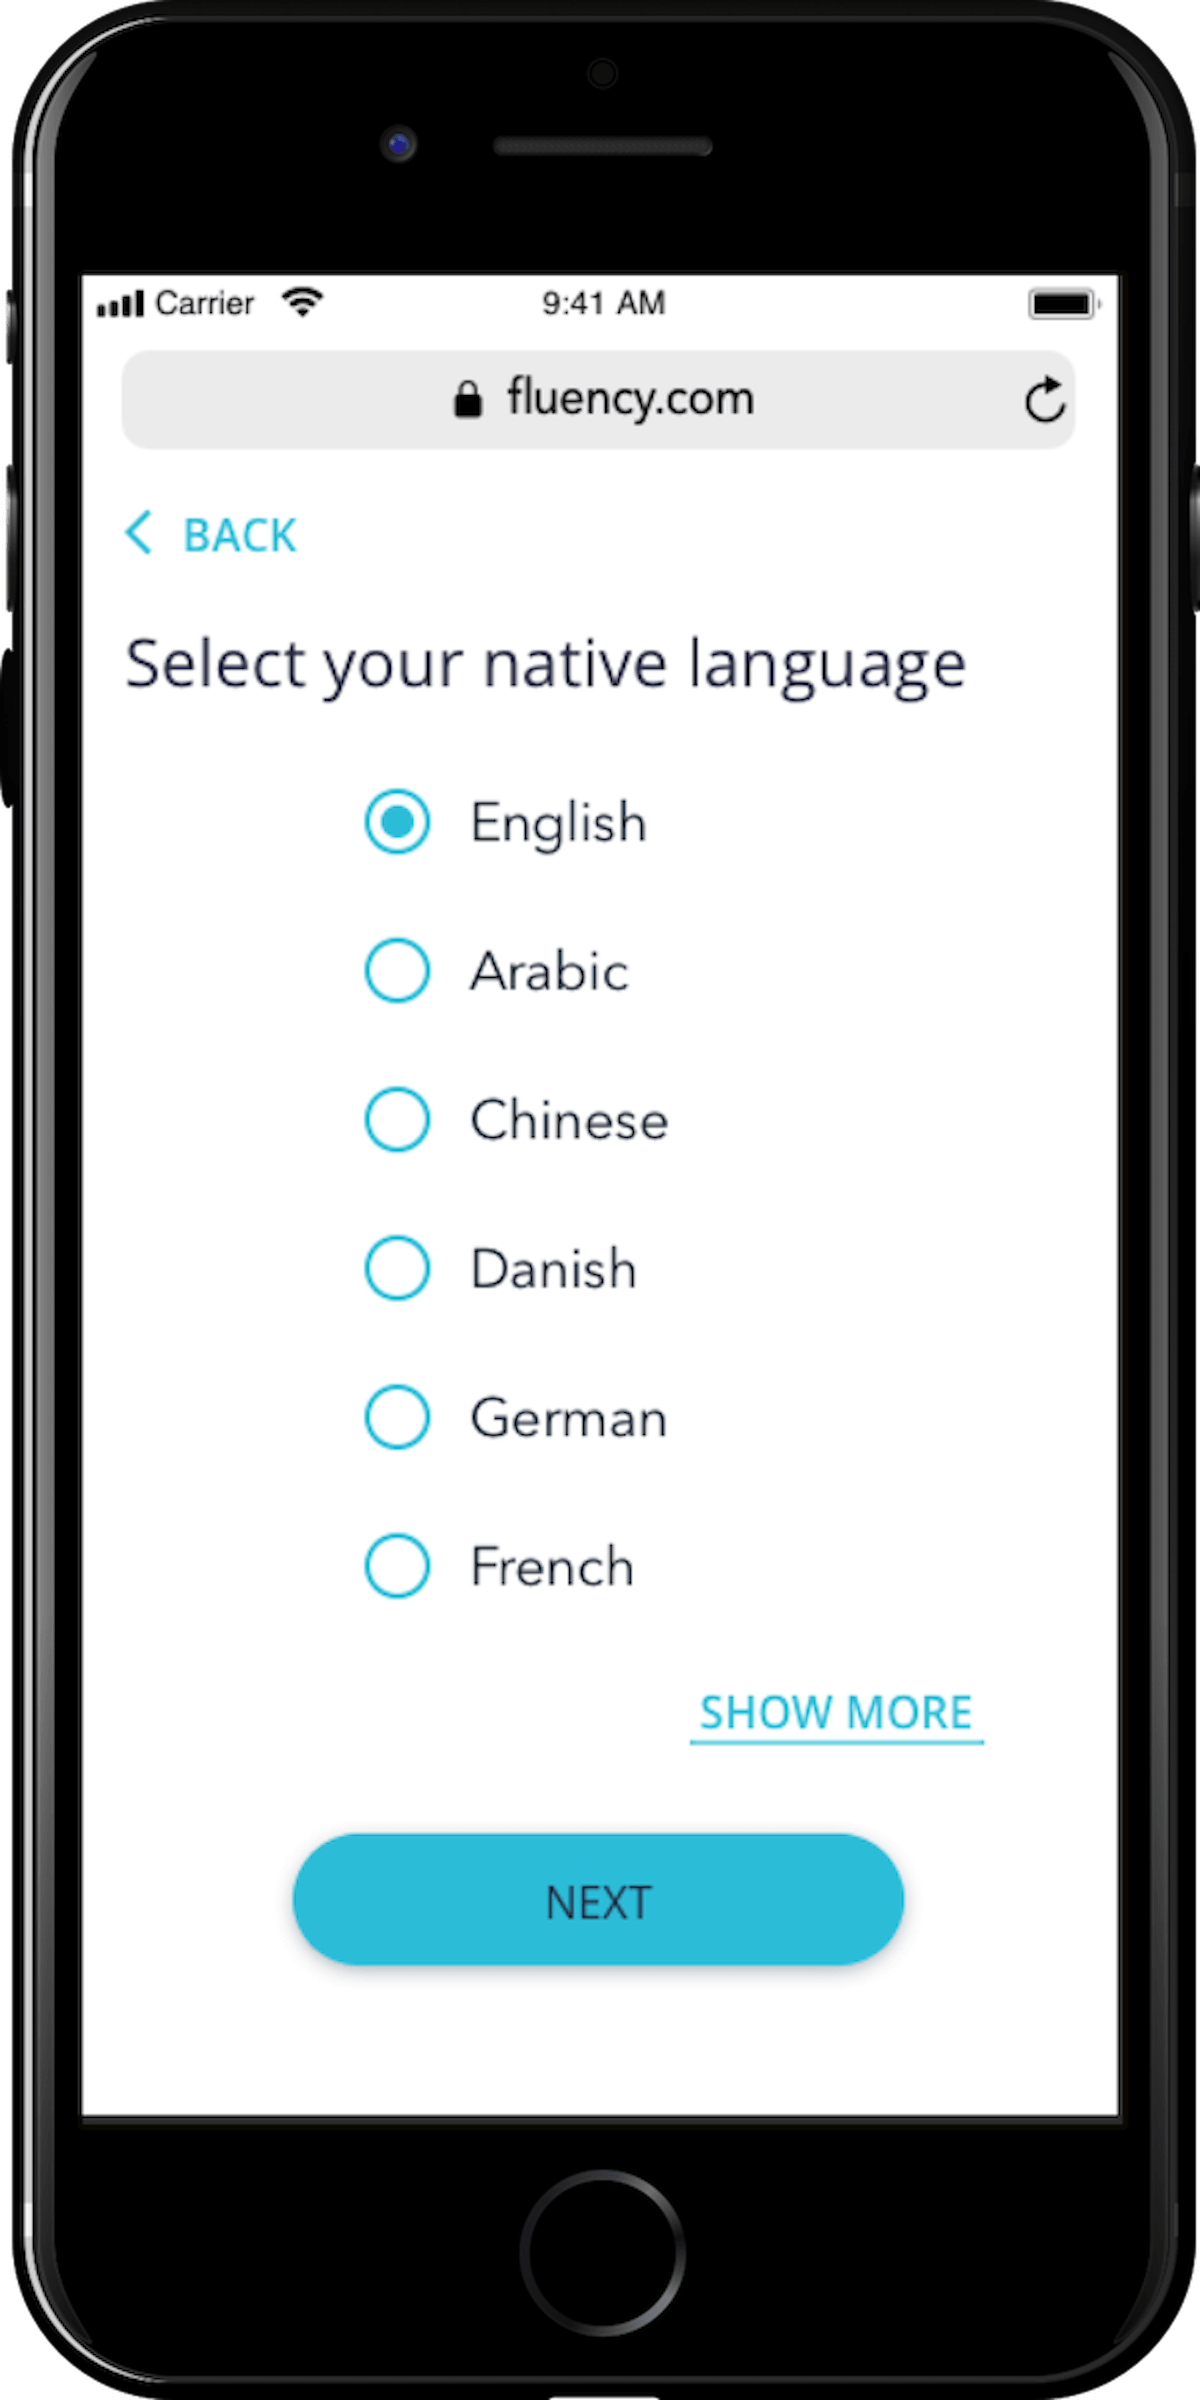 Carrier 9:41 AM
fluency.com
BACK
Select your native language
English
Arabic
Chinese
Danish
German
French
SHOW MORE
NEXT